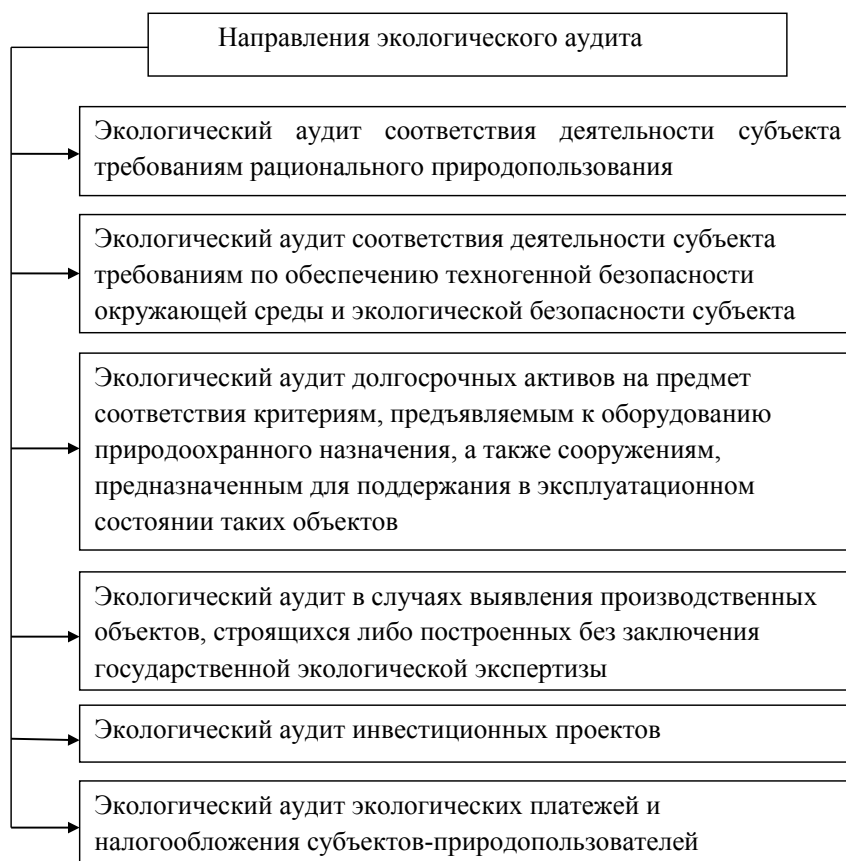 Направления экологического аудита
Экологический аудит соответствия деятельности субъекта
требованиям рационального природопользования
Экологический аудит соответствия деятельности субъекта
требованиям по обеспечению техногенной безопасности
окружающей среды и экологической безопасности субъекта
Экологический аудит долгосрочных активов на предмет
соответствия критериям, предъявляемым к оборудованию
природоохранного назначения, а также сооружениям,
предназначенным для поддержания в эксплуатационном
состоянии таких объектов
Экологический аудит в случаях выявления производственных
объектов, строящихся либо построенных без заключения
государственной экологической экспертизы
Экологический аудит инвестиционных проектов
Экологический аудит экологических платежей и
налогообложения субъектов-природопользователей